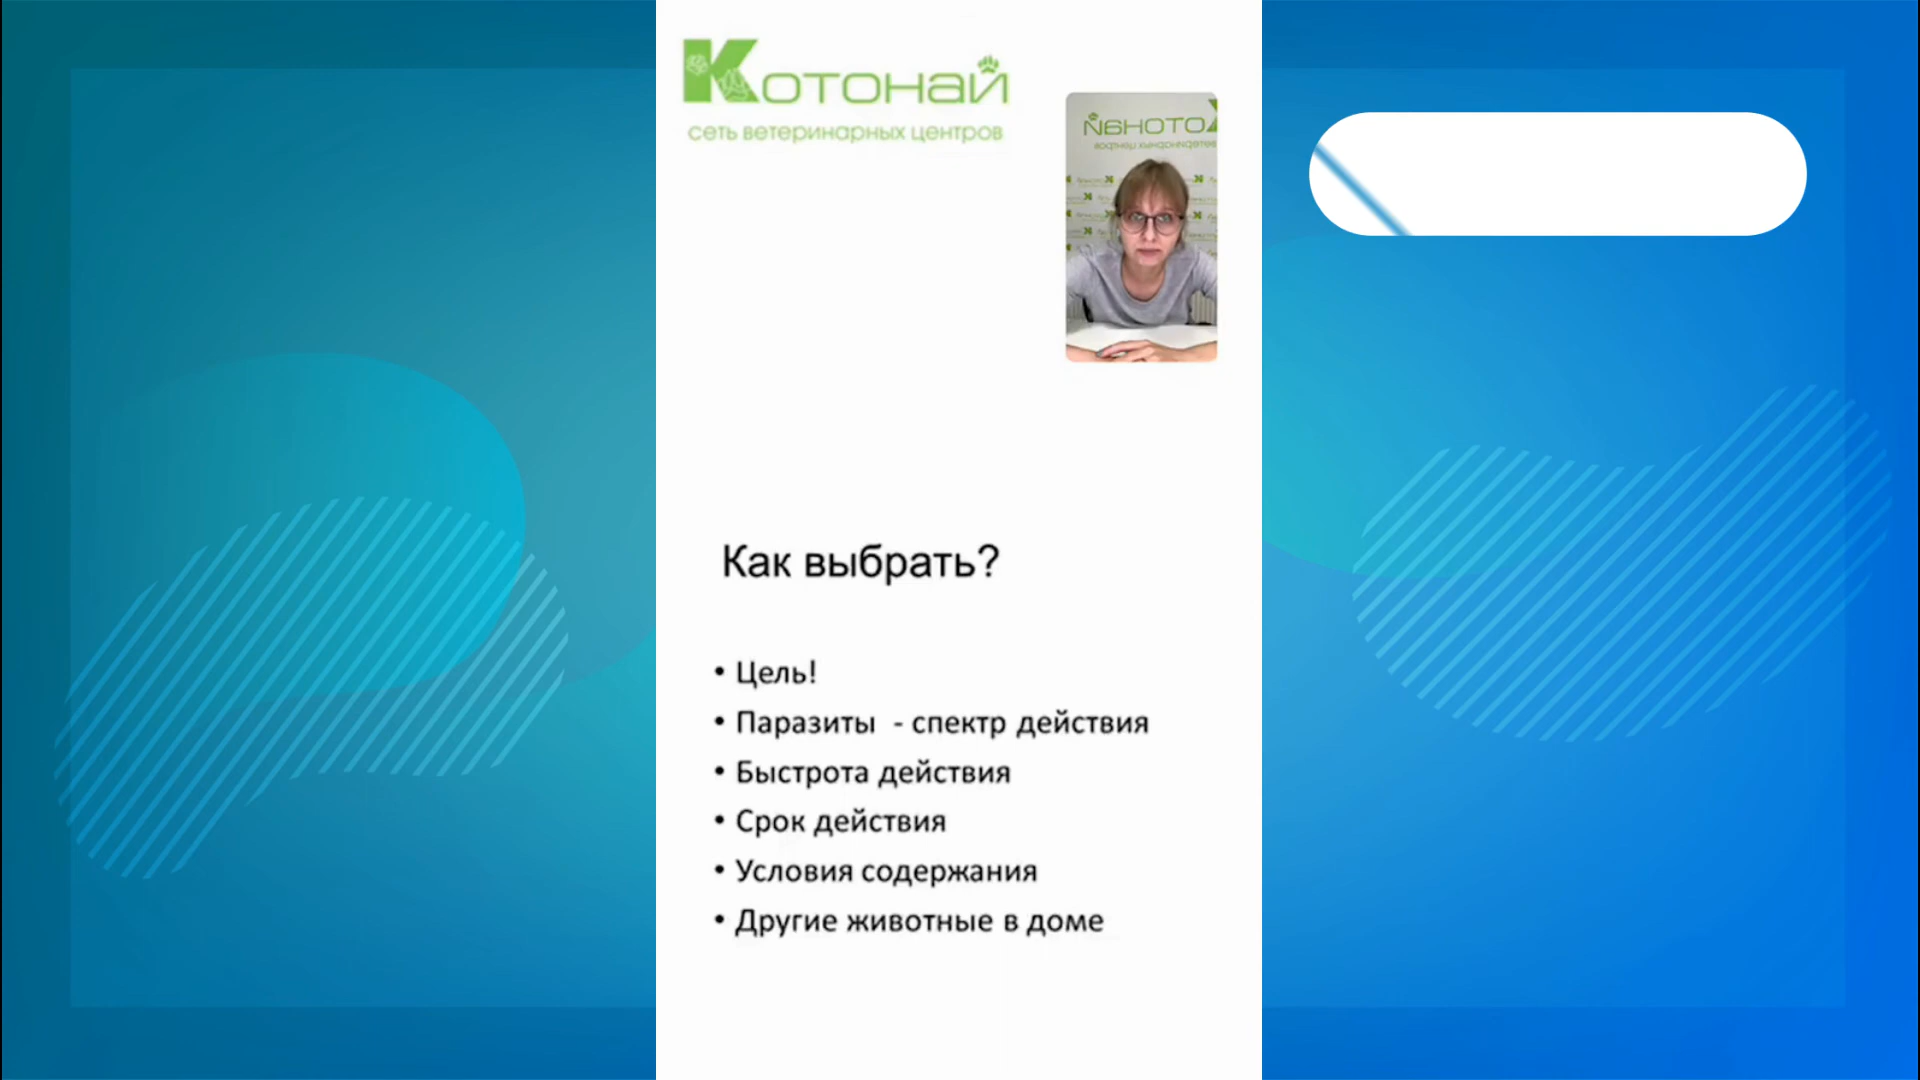 Котонай
сеть ветеринарных центров
Как выбрать?
• Цель!
• Паразиты - спектр действия
• Быстрота действия
• Срок действия
• Условия содержания
• Другие животные в доме